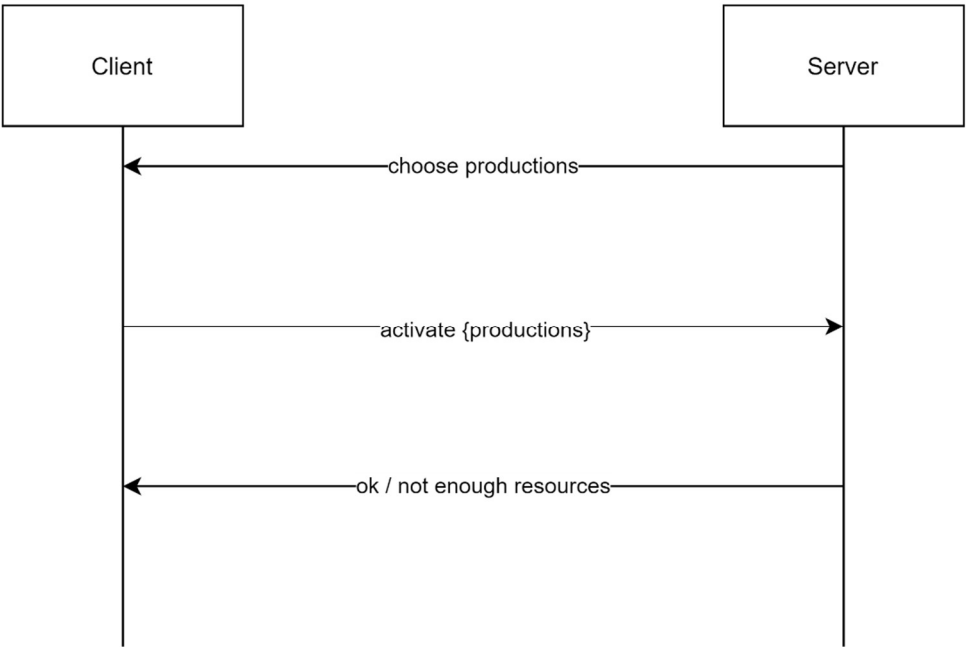 Client
Server
choose productions
activate {productions}
ok / not enough resources